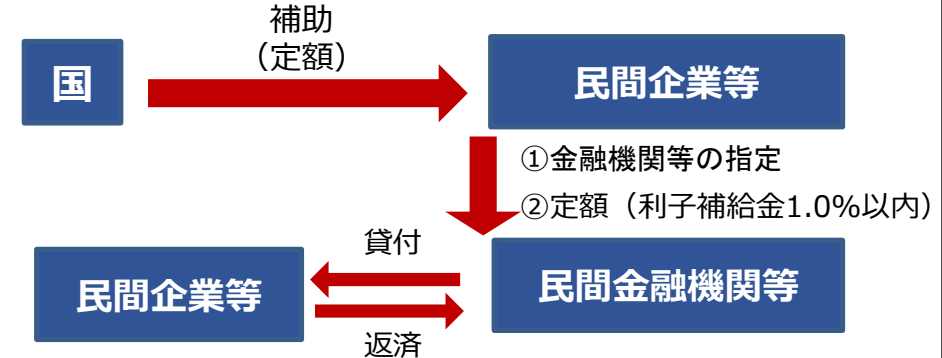 補助
（定額）
国
民間企業等
①金融機関等の指定
②定額（利子補給金1.0%以内）
貸付
民間企業等
民間金融機関等
返済